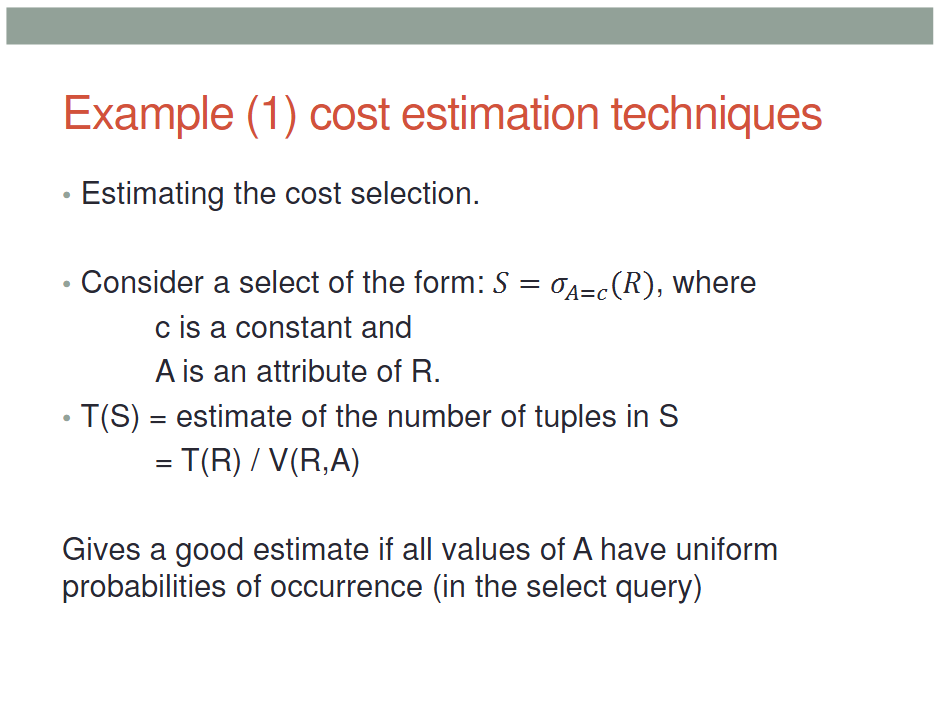 Example (1) cost estimation techniques
• Estimating the cost selection.
• Consider a select of the form: 𝑆 = 𝜎𝐴=𝑐(𝑅), where
c is a constant and
A is an attribute of R.
• T(S) = estimate of the number of tuples in S
= T(R) / V(R,A)
Gives a good estimate if all values of A have uniform
probabilities of occurrence (in the select query)